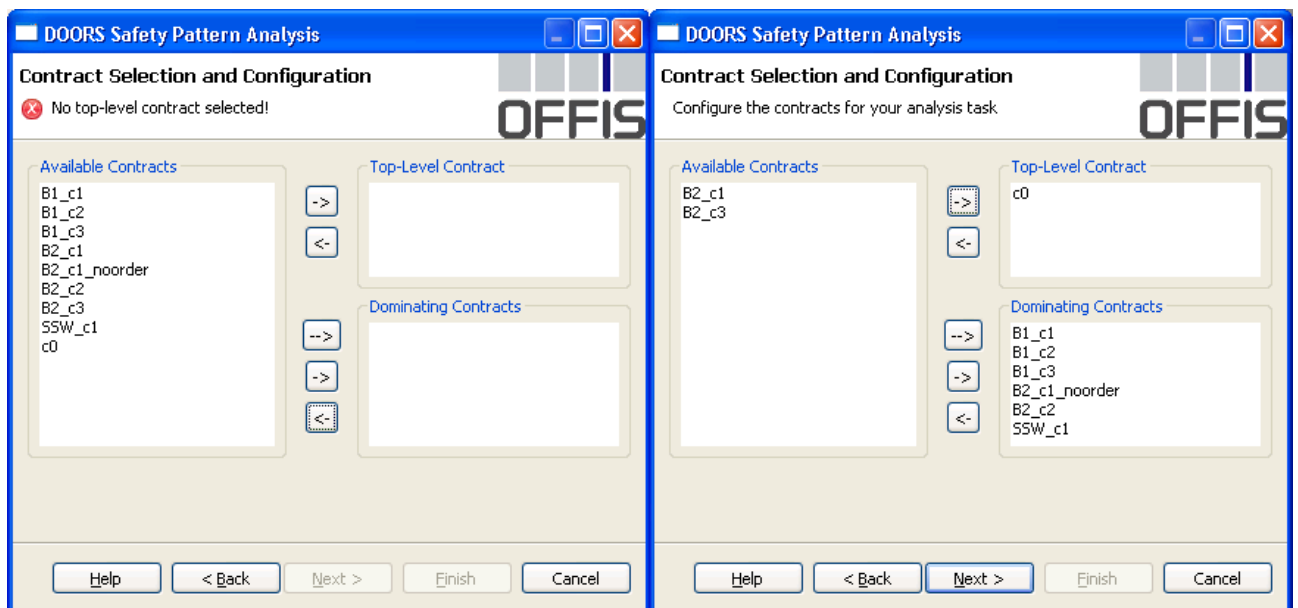 DOORS Safety Pattern Analysis
Contract Selection and Configuration
No top-level contract selected!
OFFIS
Available Contracts
B1_c1
B1_c2
B1_c3
B2_c1
B2_c1_noorder
B2_c2
B2_c3
SSW_c1
c0
->
<-
Top-Level Contract
-->
->
<-
Dominating Contracts
Help
< Back
Next >
Finish
Cancel
DOORS Safety Pattern Analysis
Contract Selection and Configuration
Configure the contracts for your analysis task
OFFIS
Available Contracts
B2_c1
B2_c3
->
<-
Top-Level Contract
c0
-->
->
<-
Dominating Contracts
B1_c1
B1_c2
B1_c3
B2_c1_noorder
B2_c2
SSW_c1
Help
< Back
Next >
Finish
Cancel